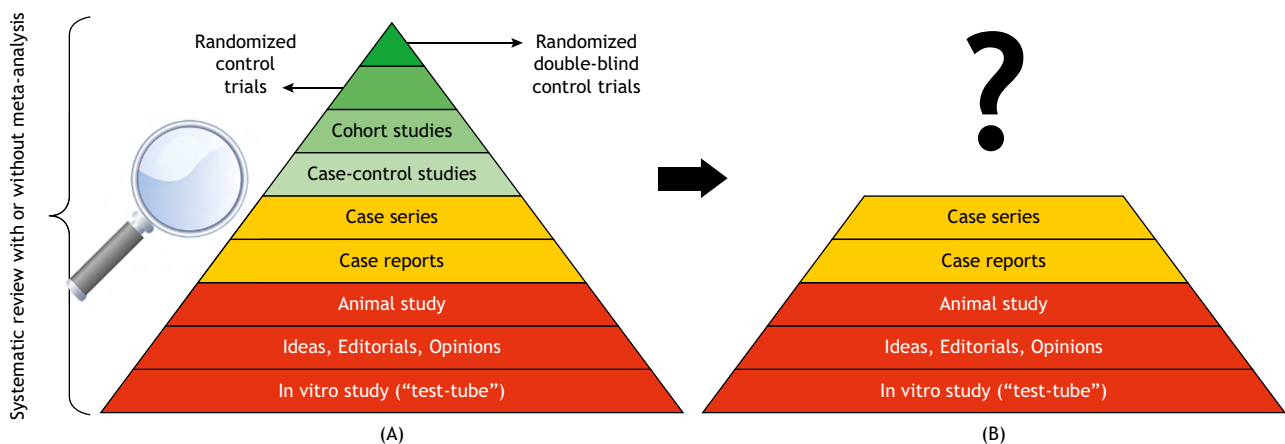 Systematic review with or without meta-analysis
Randomized
control
trials
Randomized
double-blind
control trials
Cohort studies
Case-control studies
Case series
Case reports
Animal study
Ideas, Editorials, Opinions
In vitro study (“test-tube”)
(A)
?
Case series
Case reports
Animal study
Ideas, Editorials, Opinions
In vitro study (“test-tube”)
(B)